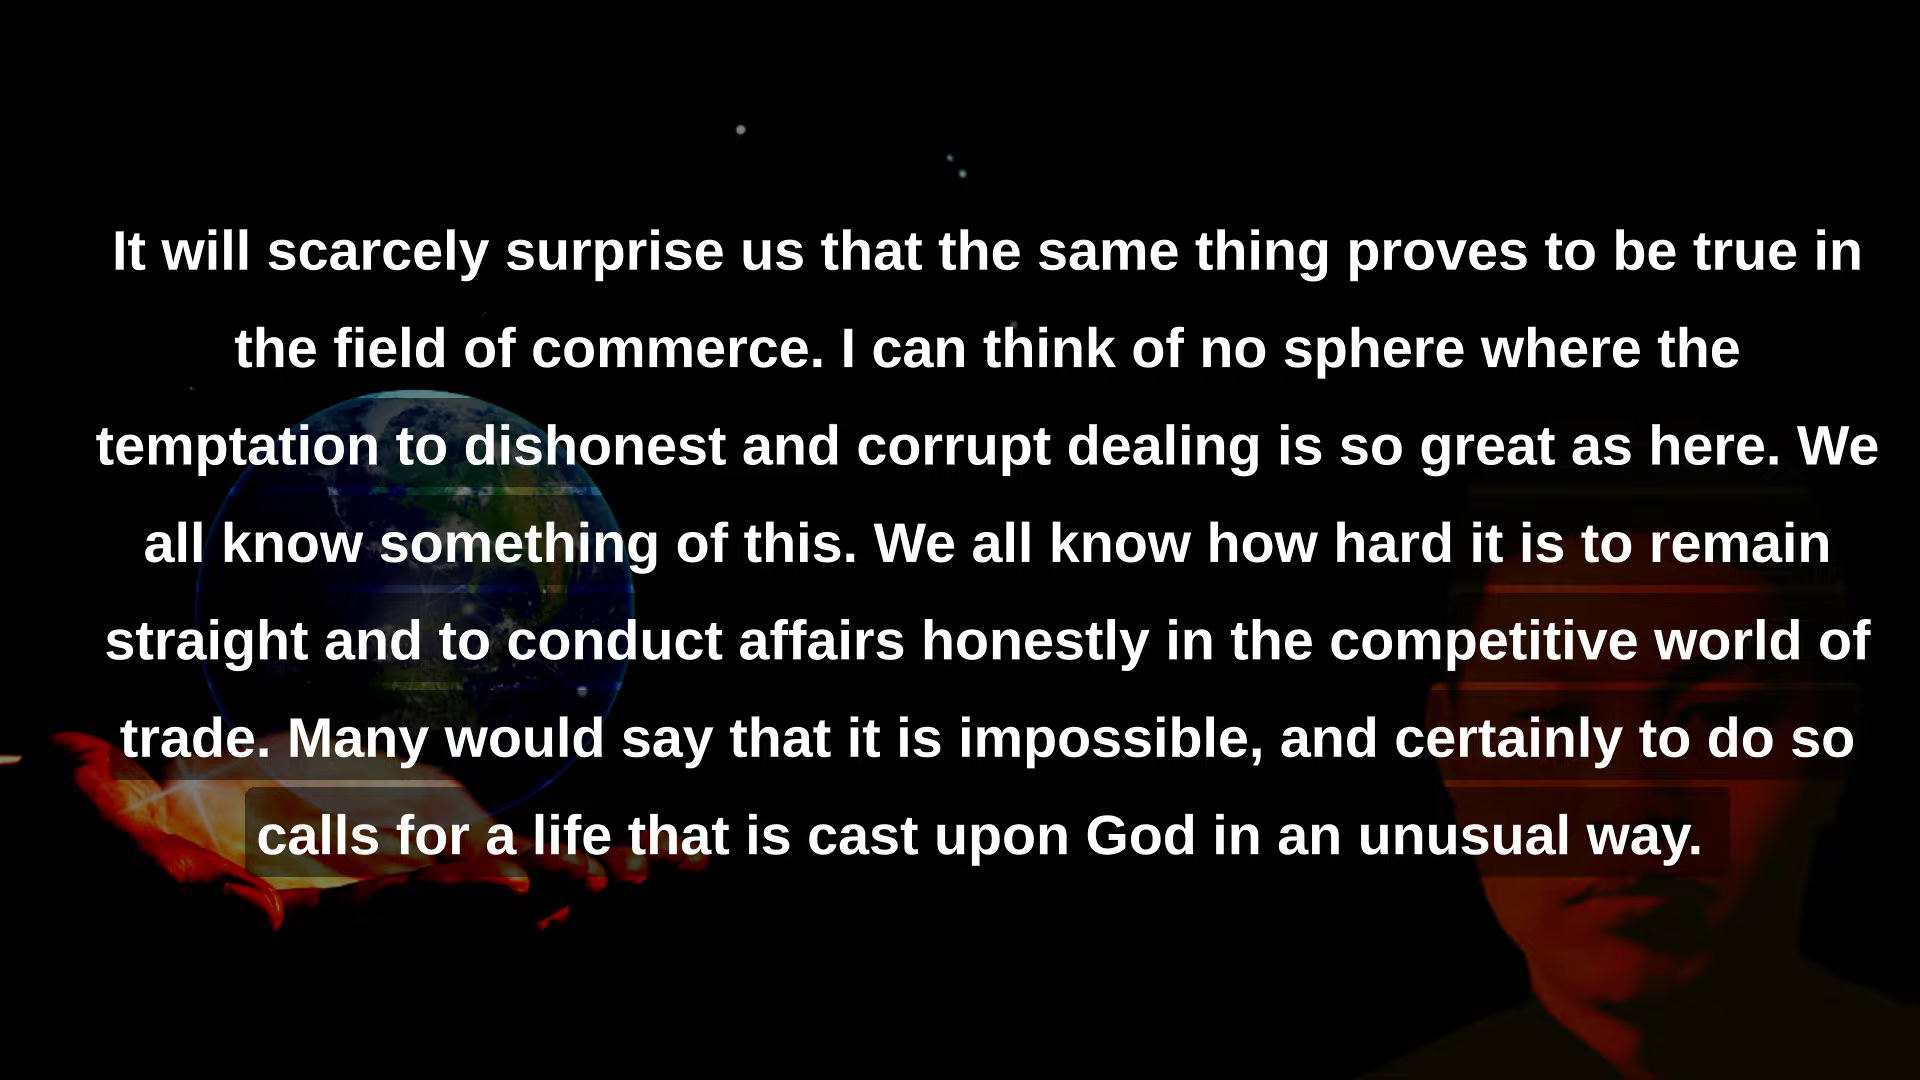 It will scarcely surprise us that the same thing proves to be true in
the field of commerce. I can think of no sphere where the
temptation to dishonest and corrupt dealing is so great as here. We
all know something of this. We all know how hard it is to remain
straight and to conduct affairs honestly in the competitive world of
trade. Many would say that it is impossible, and certainly to do so
calls for a life that is cast upon God in an unusual way.